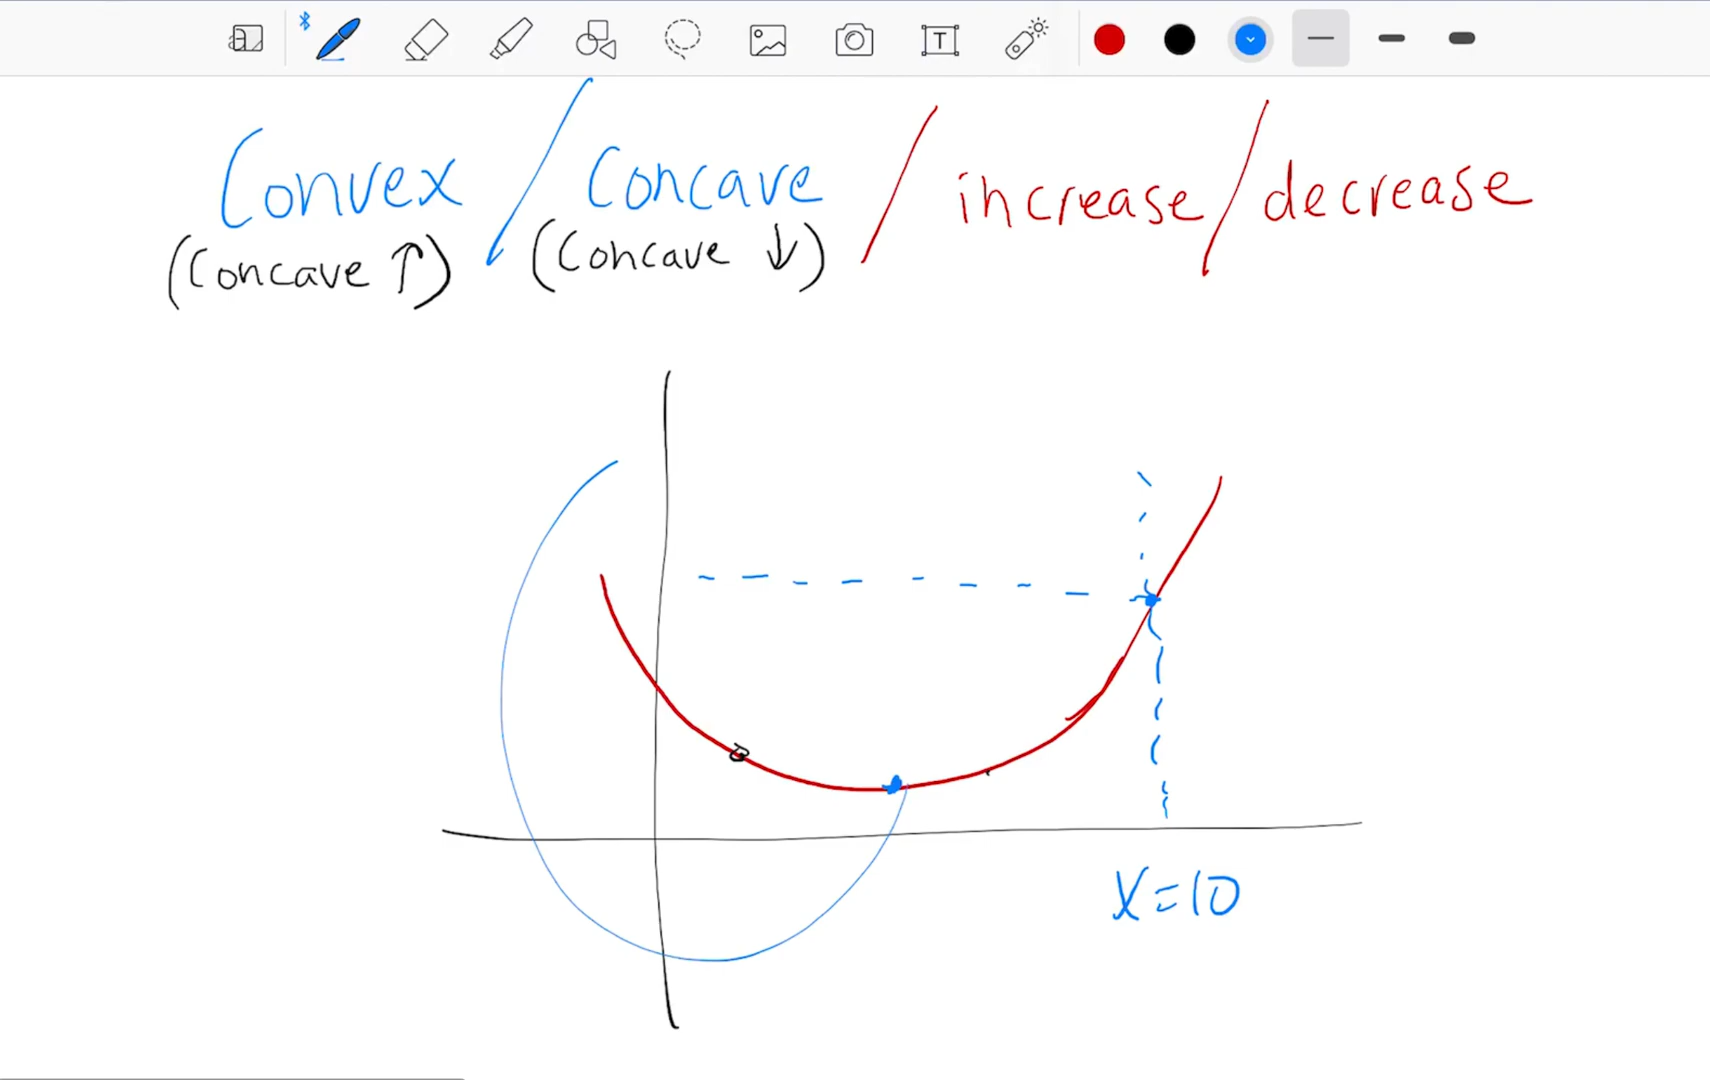 Convex / Concave / increase/decrease
(Concave ↑) (Concave ↓)
x=10